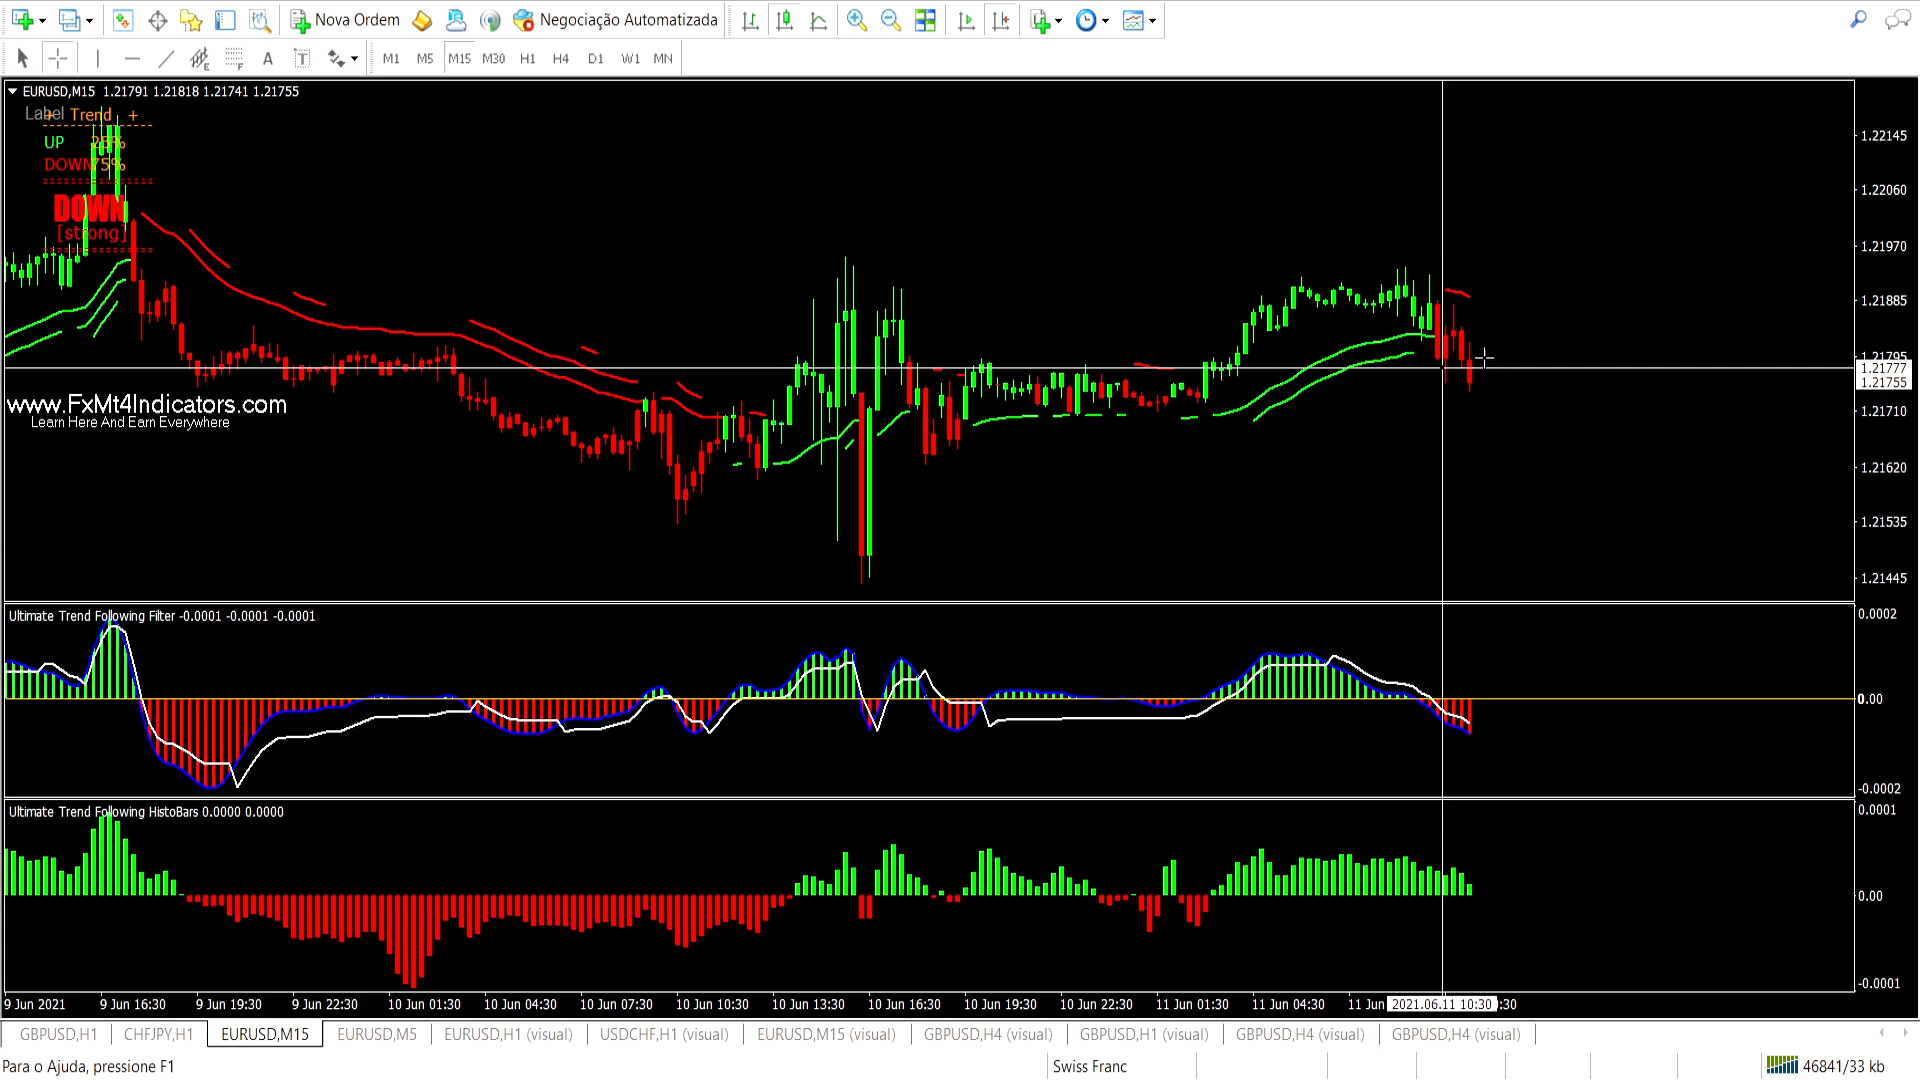 Nova Ordem
Negociação Automatizada
A T
M1 M5 M15 M30 H1 H4 D1 W1 MN
EURUSD,M15 1.21791 1.21818 1.21741 1.21755
Label Trend +
UP 25%
DOWN 75%
DOWN
[strong]
www.FxMt4Indicators.com
Learn Here And Earn Everywhere
1.22145
1.22060
1.21970
1.21885
1.21795
1.21777
1.21755
1.21710
1.21620
1.21535
1.21445
Ultimate Trend Following Filter -0.0001 -0.0001 -0.0001
0.0002
0.00
-0.0002
Ultimate Trend Following HistoBars 0.0000 0.0000
0.0001
0.00
-0.0001
9 Jun 2021 9 Jun 16:30 9 Jun 19:30 9 Jun 22:30 10 Jun 01:30 10 Jun 04:30 10 Jun 07:30 10 Jun 10:30 10 Jun 13:30 10 Jun 16:30 10 Jun 19:30 10 Jun 22:30 11 Jun 01:30 11 Jun 04:30 11 Jun 2021.06.11 10:30 :30
GBPUSD,H1 CHFJPY,H1 EURUSD,M15 EURUSD,M5 EURUSD,H1 (visual) USDCHF,H1 (visual) EURUSD,M15 (visual) GBPUSD,H4 (visual) GBPUSD,H1 (visual) GBPUSD,H4 (visual) GBPUSD,H4 (visual)
Para o Ajuda, pressione F1
Swiss Franc
46841/33 kb